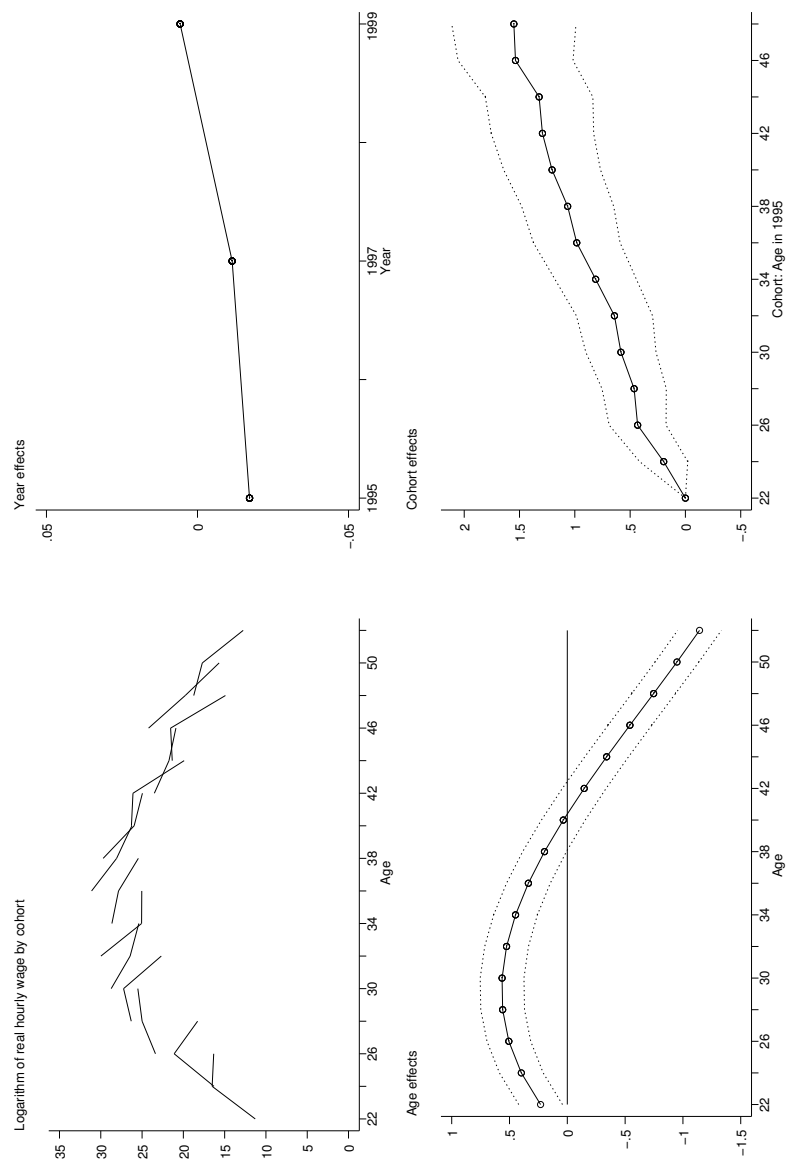 Logarithm of real hourly wage by cohort
35
30
25
20
15
10
5
0
22 26 30 34 38 42 46 50
Age
Year effects
.05
0
−.05
1995 1997 1999
Year
Age effects
1
.5
0
−.5
−1
−1.5
22 26 30 34 38 42 46 50
Age
Cohort effects
2
1.5
1
.5
0
−.5
22 26 30 34 38 42 46
Cohort: Age in 1995